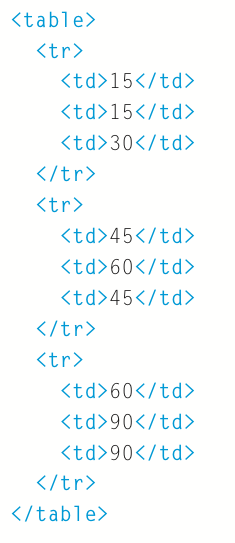 <table>
<tr>
<td>15</td>
<td>15</td>
<td>30</td>
</tr>
<tr>
<td>45</td>
<td>60</td>
<td>45</td>
</tr>
<tr>
<td>60</td>
<td>90</td>
<td>90</td>
</tr>
</table>